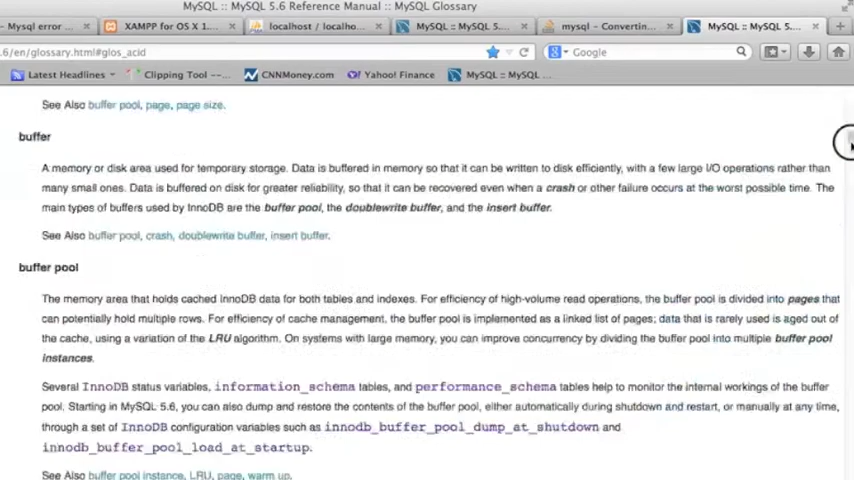 MySQL :: MySQL 5.6 Reference Manual :: MySQL Glossary
Mysql error ... XAMPP for OS X 1... localhost / localho... MySQL :: MySQL 5.... mysql - Convertin... MySQL :: MySQL 5....
.6/en/glossary.html#glos_acid Google
Latest Headlines Clipping Tool --... CNNMoney.com Yahoo! Finance MySQL :: MySQL ...
See Also buffer pool, page, page size.
buffer
A memory or disk area used for temporary storage. Data is buffered in memory so that it can be written to disk efficiently, with a few large I/O operations rather than
many small ones. Data is buffered on disk for greater reliability, so that it can be recovered even when a crash or other failure occurs at the worst possible time. The
main types of buffers used by InnoDB are the buffer pool, the doublewrite buffer, and the insert buffer.
See Also buffer pool, crash, doublewrite buffer, insert buffer.
buffer pool
The memory area that holds cached InnoDB data for both tables and indexes. For efficiency of high-volume read operations, the buffer pool is divided into pages that
can potentially hold multiple rows. For efficiency of cache management, the buffer pool is implemented as a linked list of pages; data that is rarely used is aged out of
the cache, using a variation of the LRU algorithm. On systems with large memory, you can improve concurrency by dividing the buffer pool into multiple buffer pool
instances.
Several InnoDB status variables, information_schema tables, and performance_schema tables help to monitor the internal workings of the buffer
pool. Starting in MySQL 5.6, you can also dump and restore the contents of the buffer pool, either automatically during shutdown and restart, or manually at any time,
through a set of InnoDB configuration variables such as innodb_buffer_pool_dump_at_shutdown and
innodb_buffer_pool_load_at_startup.
See Also buffer pool instance, LRU, page, warm up.